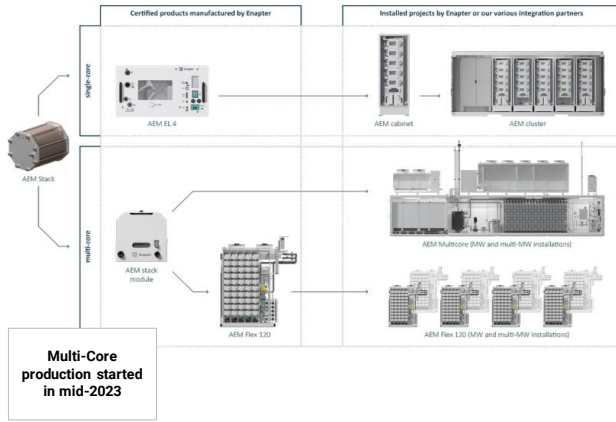 Certified products manufactured by Enapter
Installed projects by Enapter or our various integration partners
single-core
AEM EL 4
AEM cabinet
AEM cluster
AEM Stack
multi-core
AEM Multicore (MW and multi-MW installations)
AEM stack
module
AEM Flex 120
AEM Flex 120 (MW and multi-MW installations)
Multi-Core
production started
in mid-2023